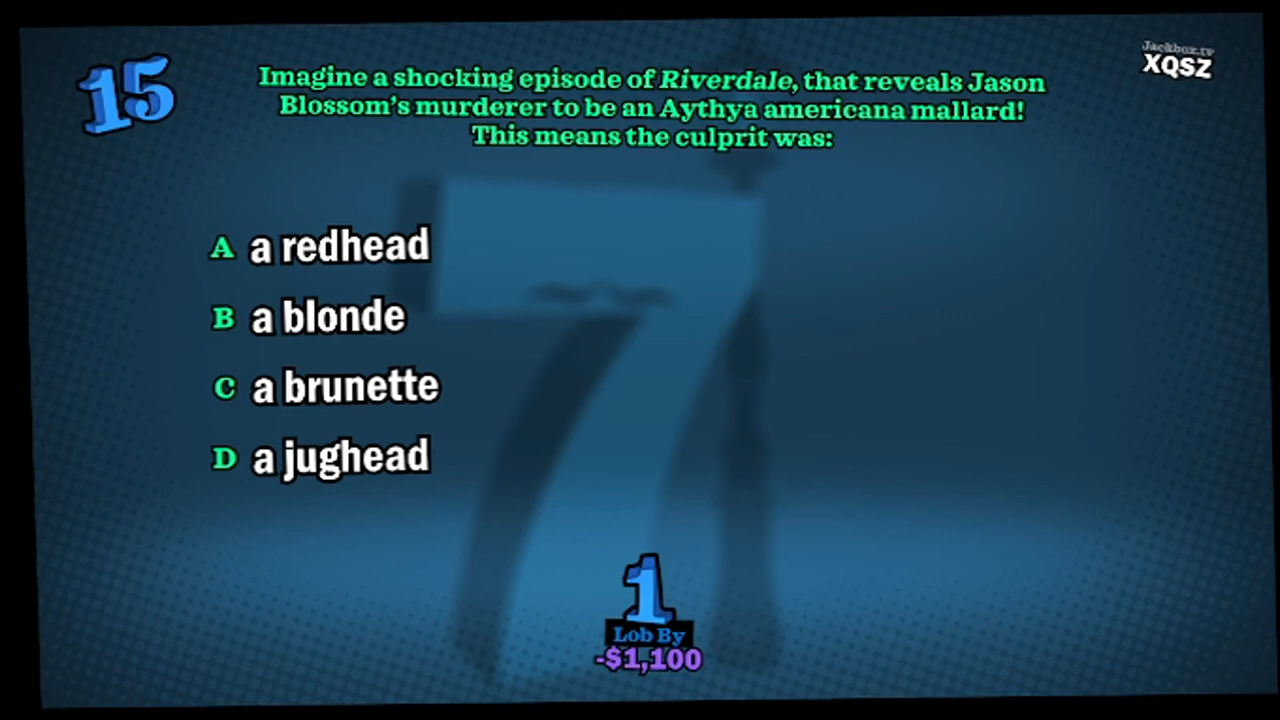 15
Jackbox.tv
XQSZ
Imagine a shocking episode of Riverdale, that reveals Jason
Blossom's murderer to be an Aythya americana mallard!
This means the culprit was:
A a redhead
B a blonde
C a brunette
D a jughead
7
1
Lob By
-$1,100